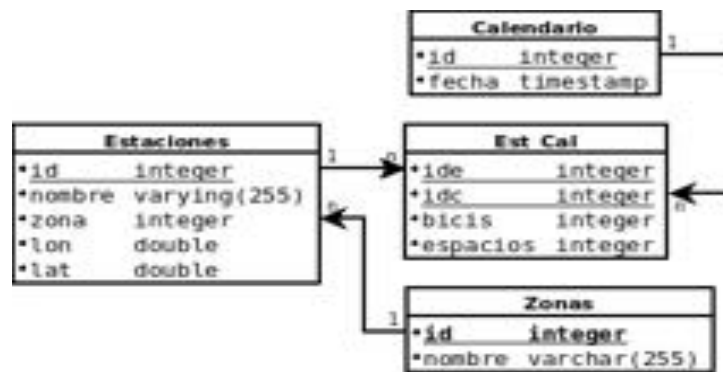 Calendario
1
•id integer
•fecha timestamp
Estaciones
•id integer
•nombre varying(255)
•zona integer
•lon double
•lat double
1
n
Est Cal
•ide integer
•idc integer
•bicis integer
•espacios integer
n
n
1
Zonas
•id integer
•nombre varchar(255)